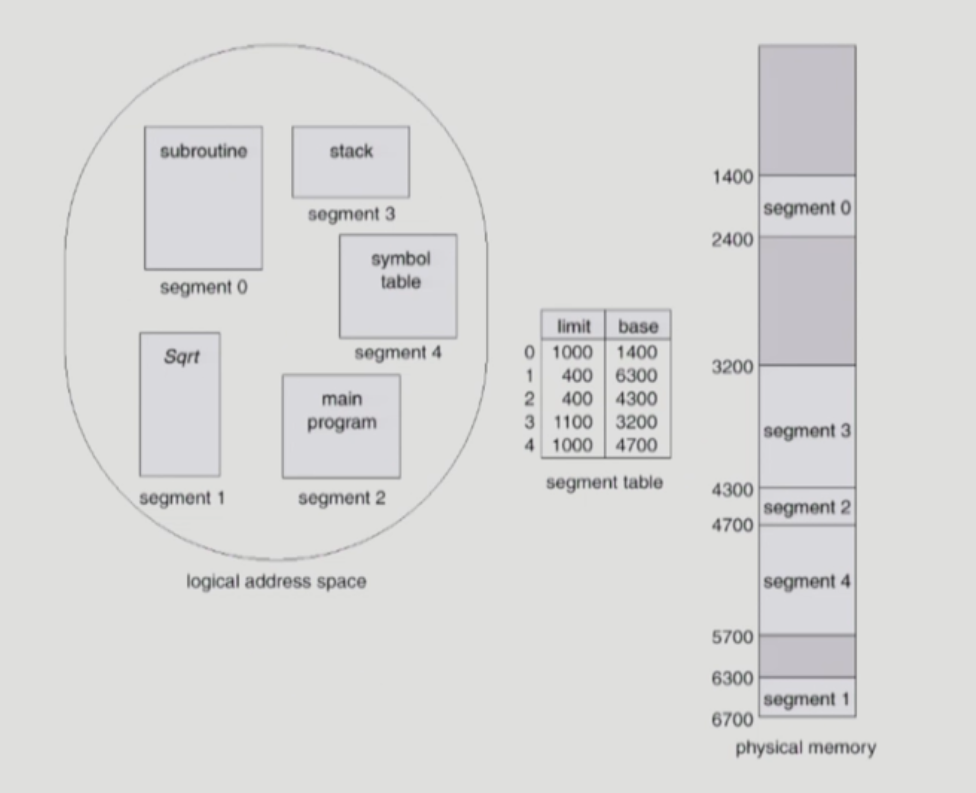 subroutine
segment 0
stack
segment 3
symbol
table
segment 4
Sqrt
segment 1
main
program
segment 2
logical address space
limit base
0 1000 1400
1 400 6300
2 400 4300
3 1100 3200
4 1000 4700
segment table
1400
segment 0
2400
3200
segment 3
4300
segment 2
4700
segment 4
5700
6300
segment 1
6700
physical memory